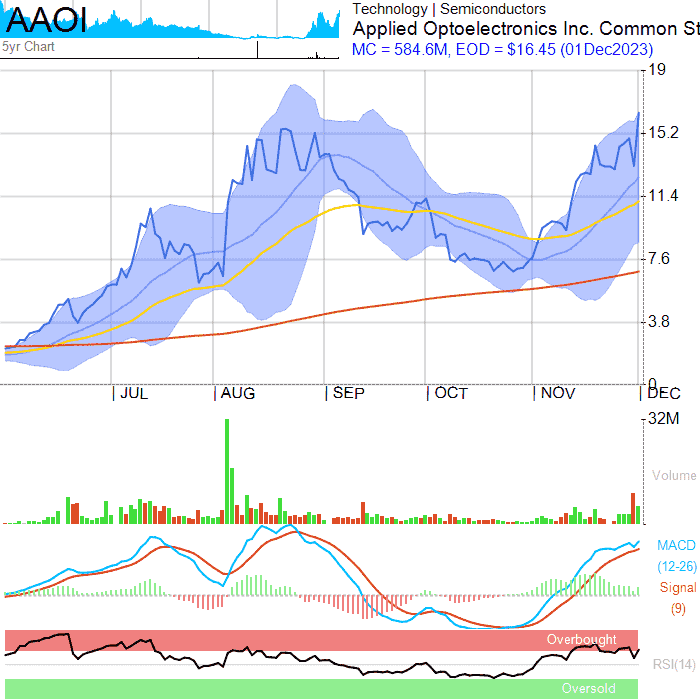 AAOI
5yr Chart
Technology | Semiconductors
Applied Optoelectronics Inc. Common St
MC = 584.6M, EOD = $16.45 (01Dec2023)
19
15.2
11.4
7.6
3.8
0
JUL AUG SEP OCT NOV DEC
32M
Volume
MACD
(12-26)
Signal
(9)
Overbought
RSI(14)
Oversold